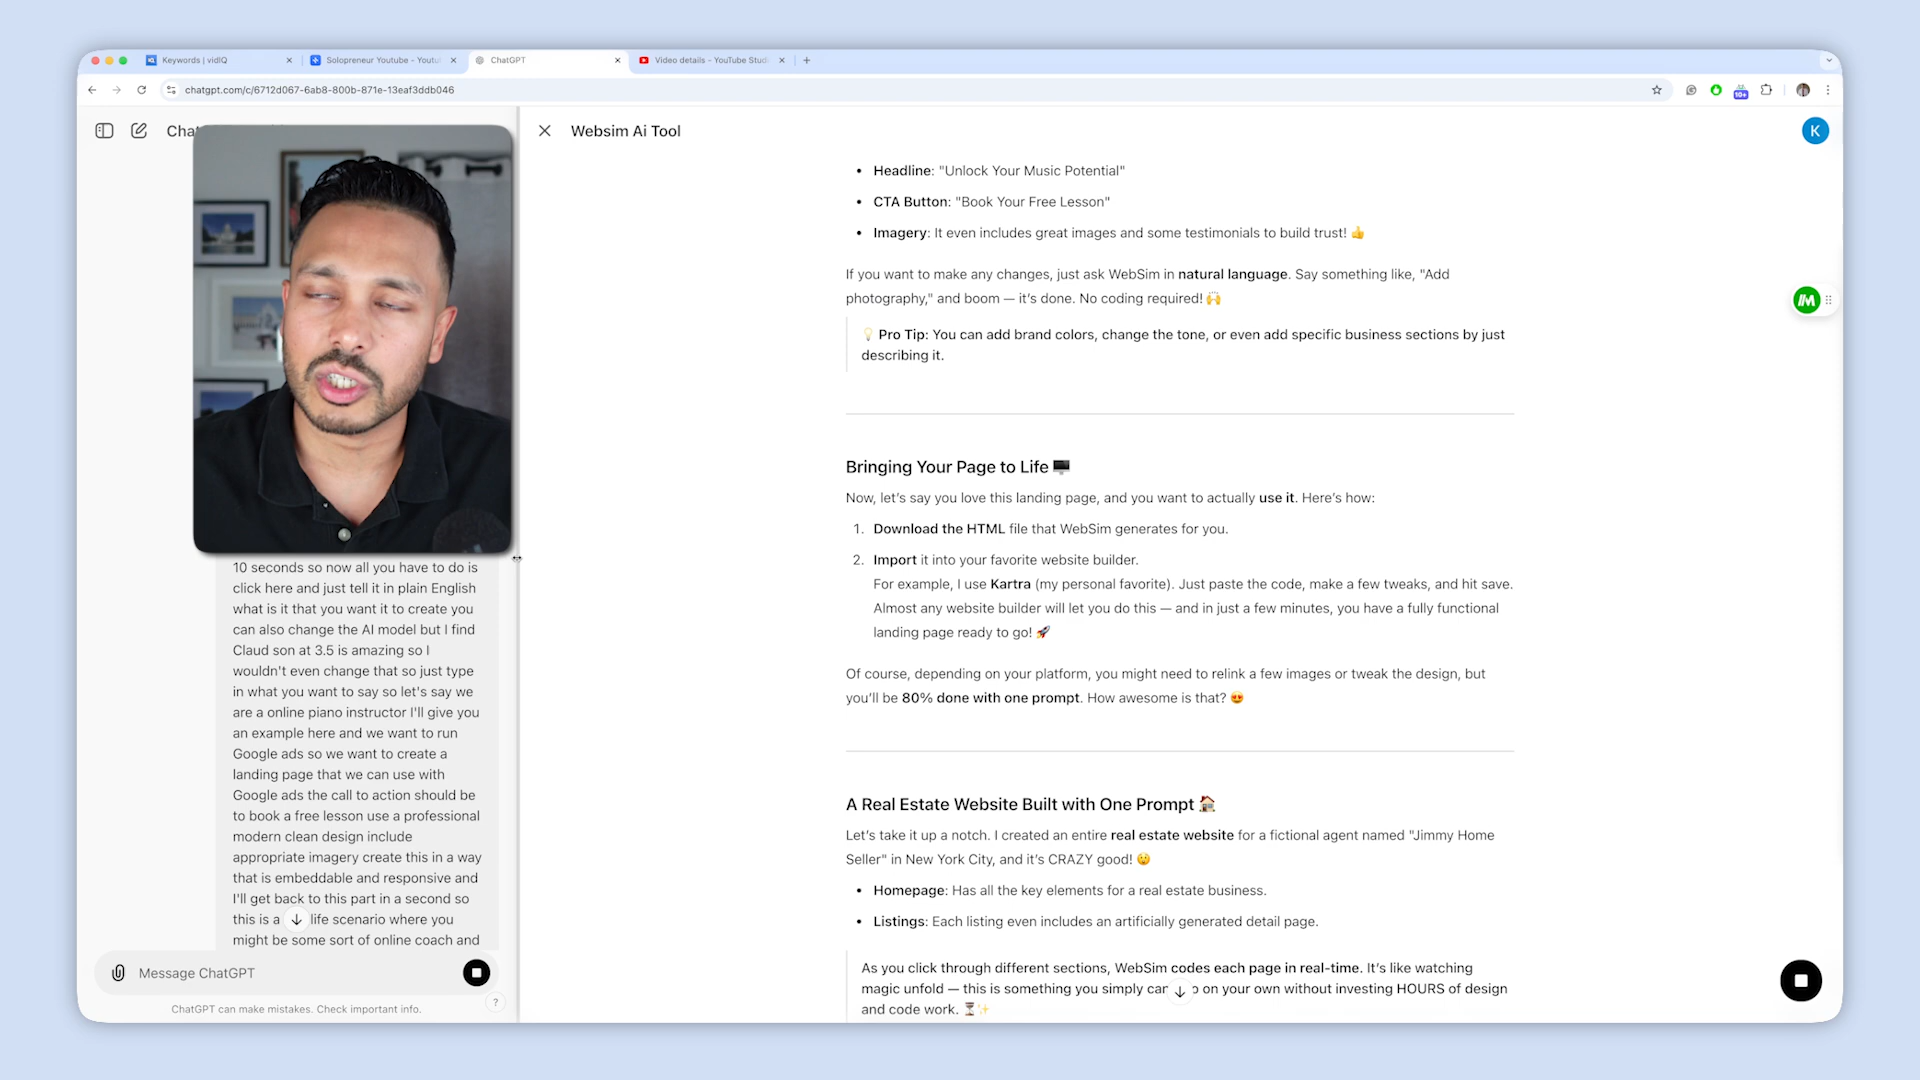 Keywords | vidIQ
Solopreneur Youtube - Youtu
ChatGPT
Video details - YouTube Studi
chatgpt.com/c/6712d067-6ab8-800b-871e-13eaf3ddb046
10+
Websim Ai Tool
K
• Headline: "Unlock Your Music Potential"
• CTA Button: "Book Your Free Lesson"
• Imagery: It even includes great images and some testimonials to build trust! 👍
If you want to make any changes, just ask WebSim in natural language. Say something like, "Add
photography," and boom — it's done. No coding required! 🙌
💡 Pro Tip: You can add brand colors, change the tone, or even add specific business sections by just
describing it.
Bringing Your Page to Life 🖥️
Now, let's say you love this landing page, and you want to actually use it. Here's how:
1. Download the HTML file that WebSim generates for you.
2. Import it into your favorite website builder.
For example, I use Kartra (my personal favorite). Just paste the code, make a few tweaks, and hit save.
Almost any website builder will let you do this — and in just a few minutes, you have a fully functional
landing page ready to go! 🚀
Of course, depending on your platform, you might need to relink a few images or tweak the design, but
you'll be 80% done with one prompt. How awesome is that? 😍
A Real Estate Website Built with One Prompt 🏠
Let's take it up a notch. I created an entire real estate website for a fictional agent named "Jimmy Home
Seller" in New York City, and it's CRAZY good! 🤯
• Homepage: Has all the key elements for a real estate business.
• Listings: Each listing even includes an artificially generated detail page.
As you click through different sections, WebSim codes each page in real-time. It's like watching
magic unfold — this is something you simply on your own without investing HOURS of design
and code work. ⏳✨
10 seconds so now all you have to do is
click here and just tell it in plain English
what is it that you want it to create you
can also change the AI model but I find
Claud son at 3.5 is amazing so I
wouldn't even change that so just type
in what you want to say so let's say we
are a online piano instructor I'll give you
an example here and we want to run
Google ads so we want to create a
landing page that we can use with
Google ads the call to action should be
to book a free lesson use a professional
modern clean design include
appropriate imagery create this in a way
that is embeddable and responsive and
I'll get back to this part in a second so
this is a life scenario where you
might be some sort of online coach and
Message ChatGPT
ChatGPT can make mistakes. Check important info.
?